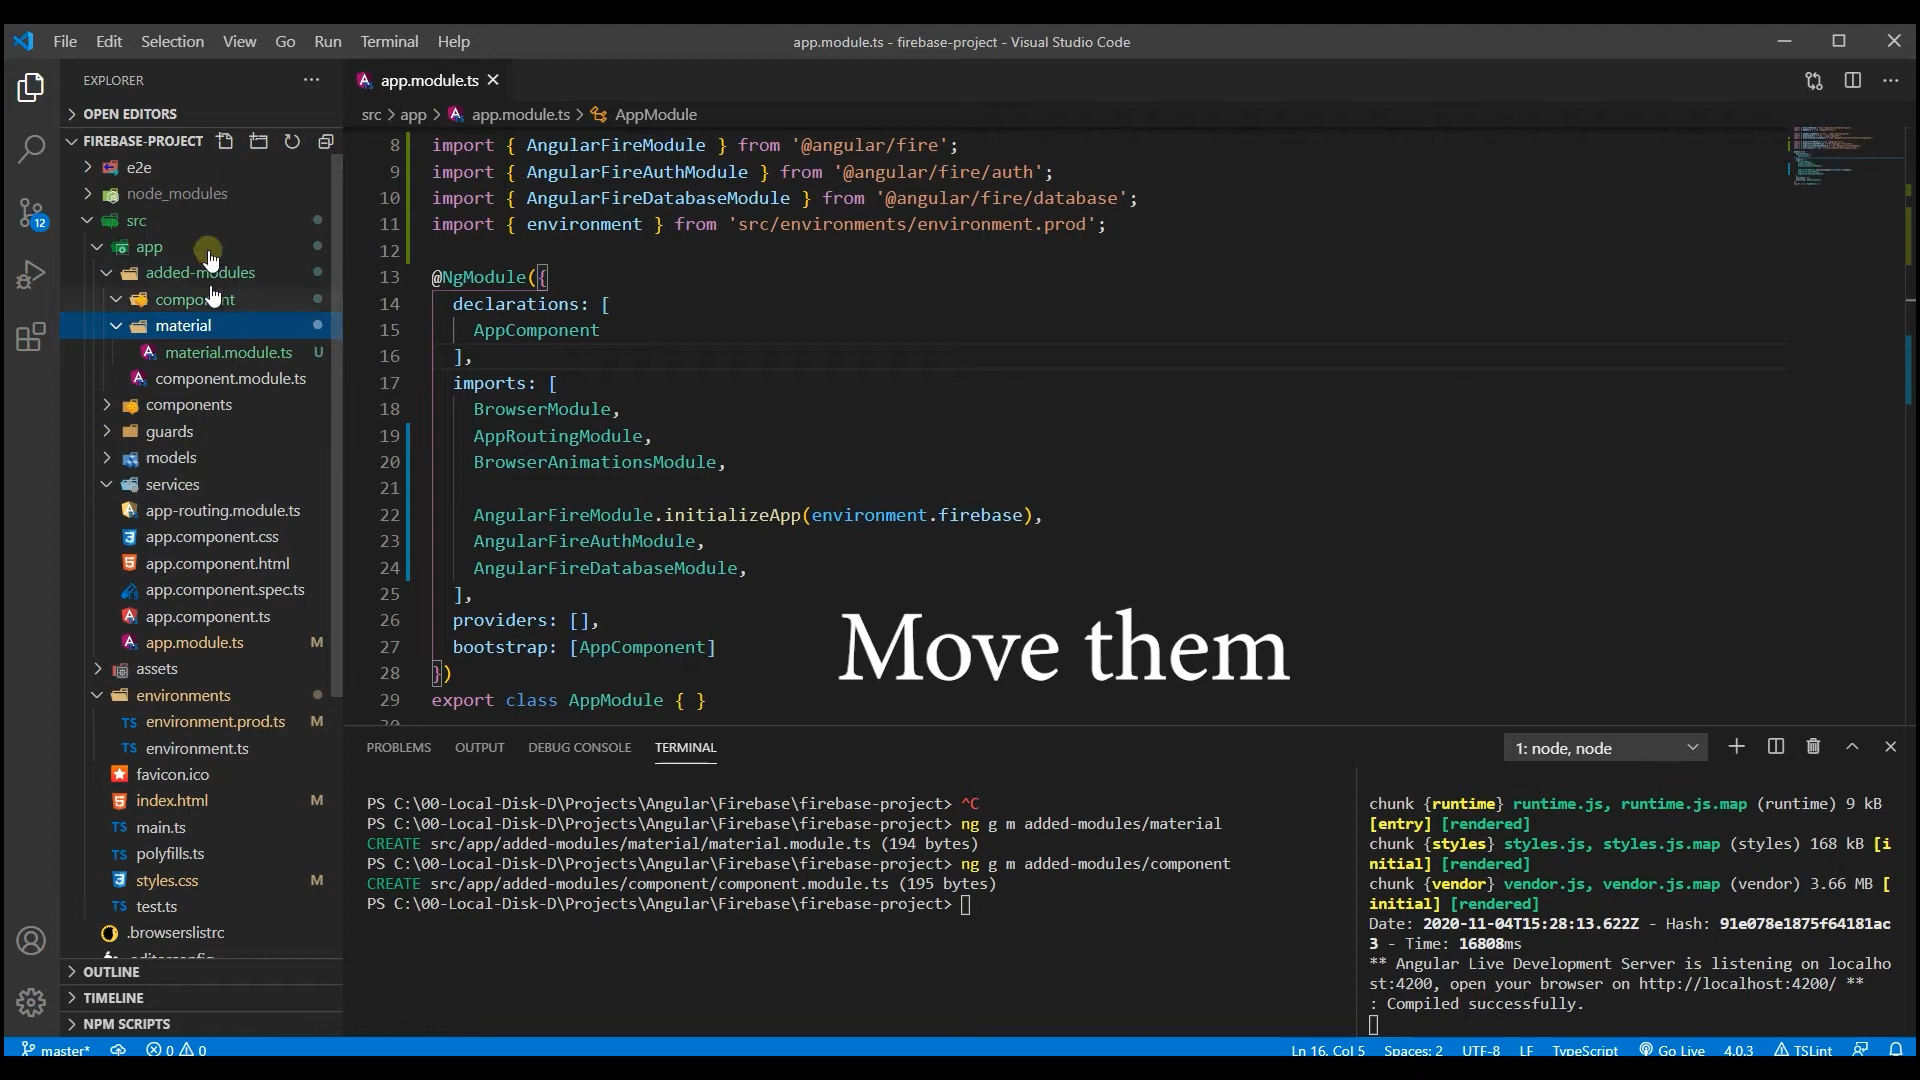 File Edit Selection View Go Run Terminal Help
app.module.ts - firebase-project - Visual Studio Code
EXPLORER
OPEN EDITORS
FIREBASE-PROJECT
e2e
node_modules
src
app
added-modules
component
material
material.module.ts U
component.module.ts
components
guards
models
services
app-routing.module.ts
app.component.css
app.component.html
app.component.spec.ts
app.component.ts
app.module.ts M
assets
environments
environment.prod.ts M
environment.ts
favicon.ico
index.html M
main.ts
polyfills.ts
styles.css M
test.ts
.browserslistrc
OUTLINE
TIMELINE
NPM SCRIPTS
12
app.module.ts
src > app > app.module.ts > AppModule
8 import { AngularFireModule } from '@angular/fire';
9 import { AngularFireAuthModule } from '@angular/fire/auth';
10 import { AngularFireDatabaseModule } from '@angular/fire/database';
11 import { environment } from 'src/environments/environment.prod';
12
13 @NgModule({
14 declarations: [
15 AppComponent
16 ],
17 imports: [
18 BrowserModule,
19 AppRoutingModule,
20 BrowserAnimationsModule,
21
22 AngularFireModule.initializeApp(environment.firebase),
23 AngularFireAuthModule,
24 AngularFireDatabaseModule,
25 ],
26 providers: [],
27 bootstrap: [AppComponent]
28 })
29 export class AppModule { }
Move them
PROBLEMS OUTPUT DEBUG CONSOLE TERMINAL
1: node, node
PS C:\00-Local-Disk-D\Projects\Angular\Firebase\firebase-project> ^C
PS C:\00-Local-Disk-D\Projects\Angular\Firebase\firebase-project> ng g m added-modules/material
CREATE src/app/added-modules/material/material.module.ts (194 bytes)
PS C:\00-Local-Disk-D\Projects\Angular\Firebase\firebase-project> ng g m added-modules/component
CREATE src/app/added-modules/component/component.module.ts (195 bytes)
PS C:\00-Local-Disk-D\Projects\Angular\Firebase\firebase-project>
chunk {runtime} runtime.js, runtime.js.map (runtime) 9 kB
[entry] [rendered]
chunk {styles} styles.js, styles.js.map (styles) 168 kB [i
nitial] [rendered]
chunk {vendor} vendor.js, vendor.js.map (vendor) 3.66 MB [
initial] [rendered]
Date: 2020-11-04T15:28:13.622Z - Hash: 91e078e1875f64181ac
3 - Time: 16808ms
** Angular Live Development Server is listening on localho
st:4200, open your browser on http://localhost:4200/ **
: Compiled successfully.
master* 0 0
Ln 16, Col 5 Spaces: 2 UTF-8 LF TypeScript Go Live 4.0.3 TSLint